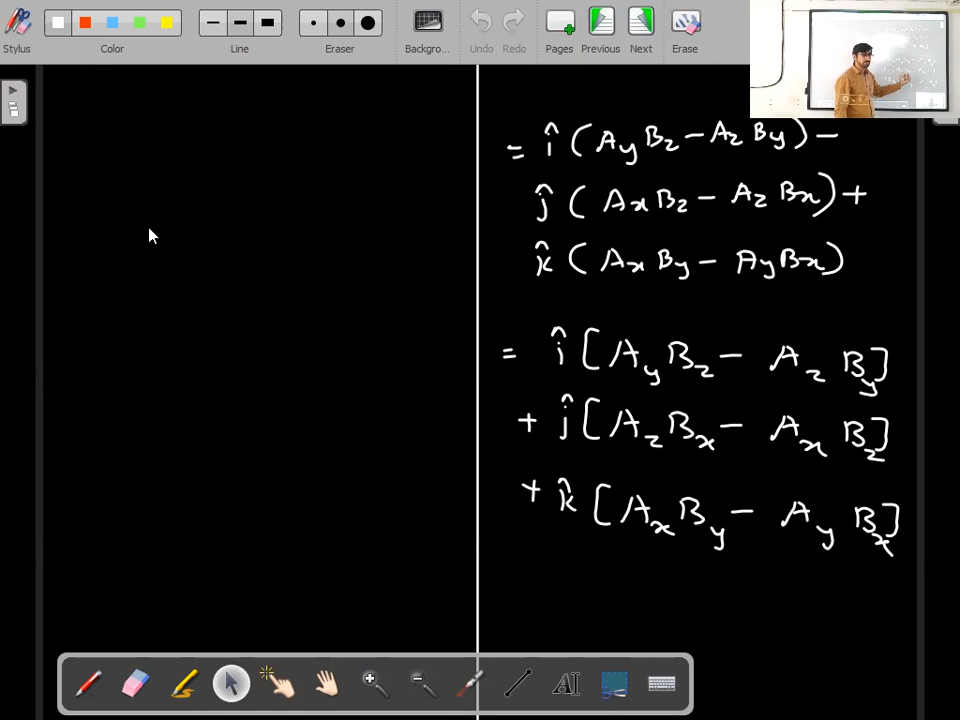 Stylus Color Line Eraser Backgro... Undo Redo Pages Previous Next Erase
= î ( AyBz - AzBy) -
ĵ ( AxBz - AzBx) +
k̂ ( AxBy - AyBx)
= î [ AyBz - AzBy]
+ ĵ [ AzBx - AxBz]
+ k̂ [ AxBy - AyBx]
AI